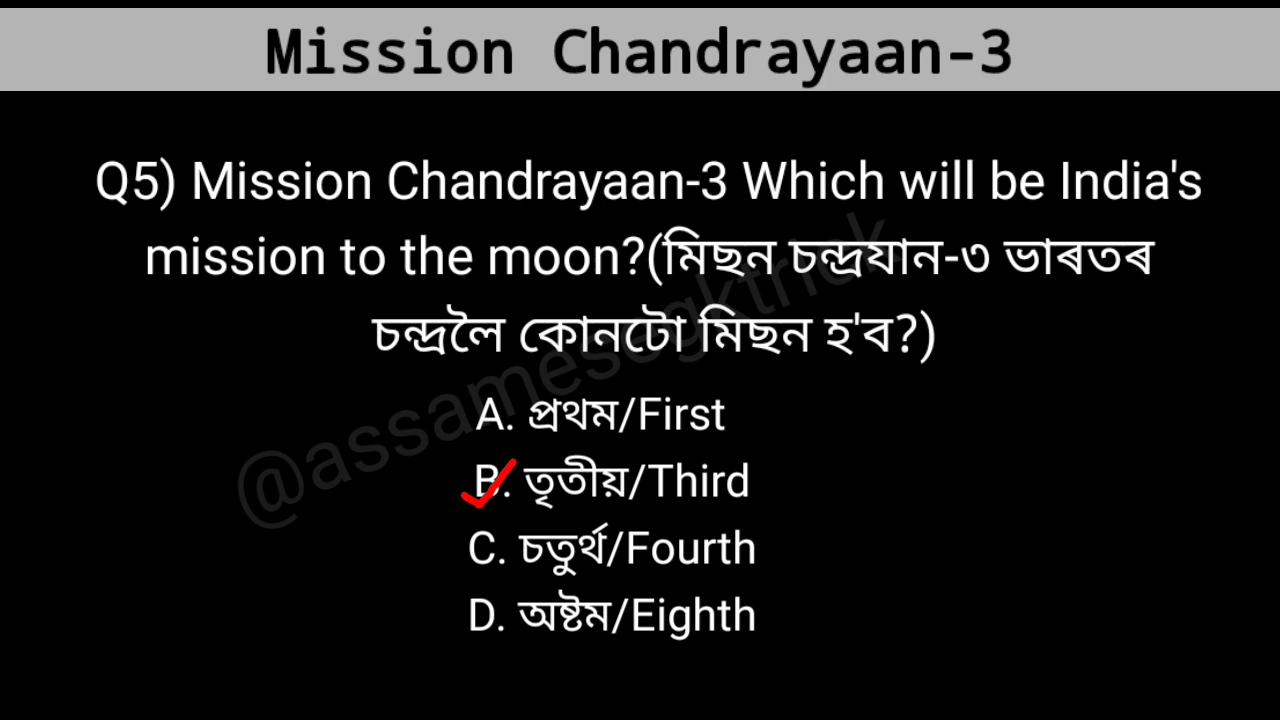 Mission Chandrayaan-3
Q5) Mission Chandrayaan-3 Which will be India's
mission to the moon?(মিছন চন্দ্ৰযান-৩ ভাৰতৰ
চন্দ্ৰলৈ কোনটো মিছন হ'ব?)
@assamesegktrick
A. প্ৰথম/First
B. তৃতীয়/Third
C. চতুৰ্থ/Fourth
D. অষ্টম/Eighth